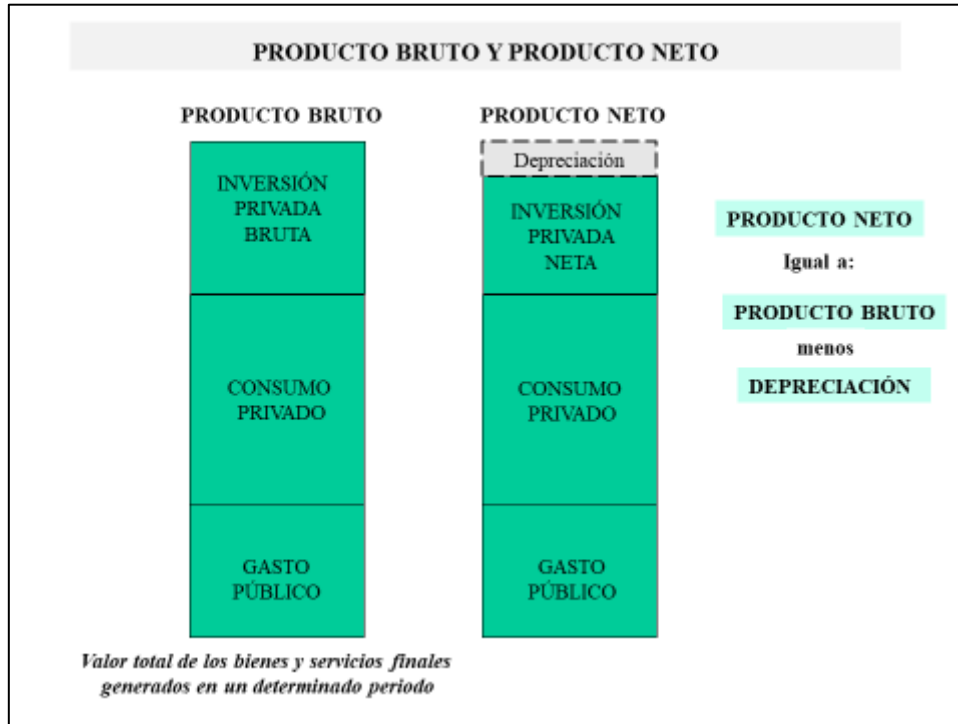 PRODUCTO BRUTO Y PRODUCTO NETO
PRODUCTO BRUTO
INVERSIÓN
PRIVADA
BRUTA
CONSUMO
PRIVADO
GASTO
PÚBLICO
Valor total de los bienes y servicios finales
generados en un determinado periodo
PRODUCTO NETO
Depreciación
INVERSIÓN
PRIVADA
NETA
CONSUMO
PRIVADO
GASTO
PÚBLICO
PRODUCTO NETO
Igual a:
PRODUCTO BRUTO
menos
DEPRECIACIÓN